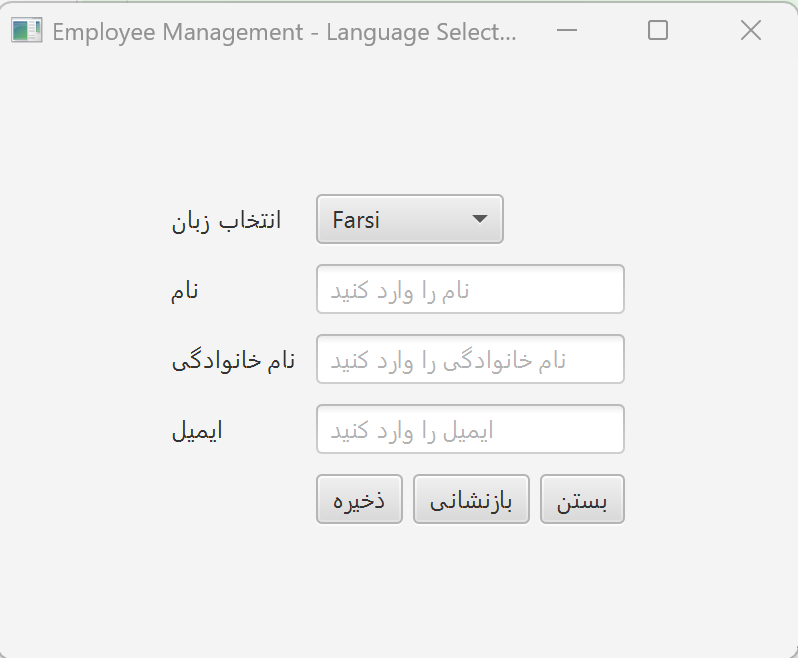 Employee Management - Language Select...
انتخاب زبان Farsi
نام نام را وارد کنید
نام خانوادگی نام خانوادگی را وارد کنید
ایمیل ایمیل را وارد کنید
ذخیره بازنشانی بستن